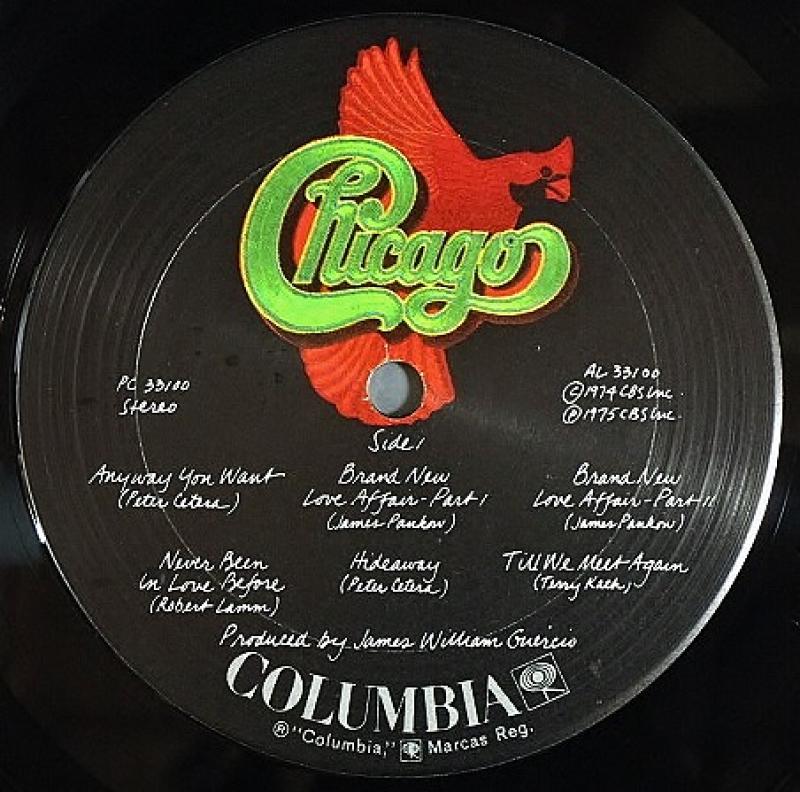 Chicago
PC 33100
Stereo
AL 33100
©1974 CBS Inc.
℗1975 CBS Inc.
Side 1
Anyway You Want
(Peter Cetera)
Brand New
Love Affair-Part I
(James Pankow)
Brand New
Love Affair-Part II
(James Pankow)
Never Been
In Love Before
(Robert Lamm)
Hideaway
(Peter Cetera)
Till We Meet Again
(Terry Kath)
Produced by James William Guercio
COLUMBIA
®"Columbia," Marcas Reg.